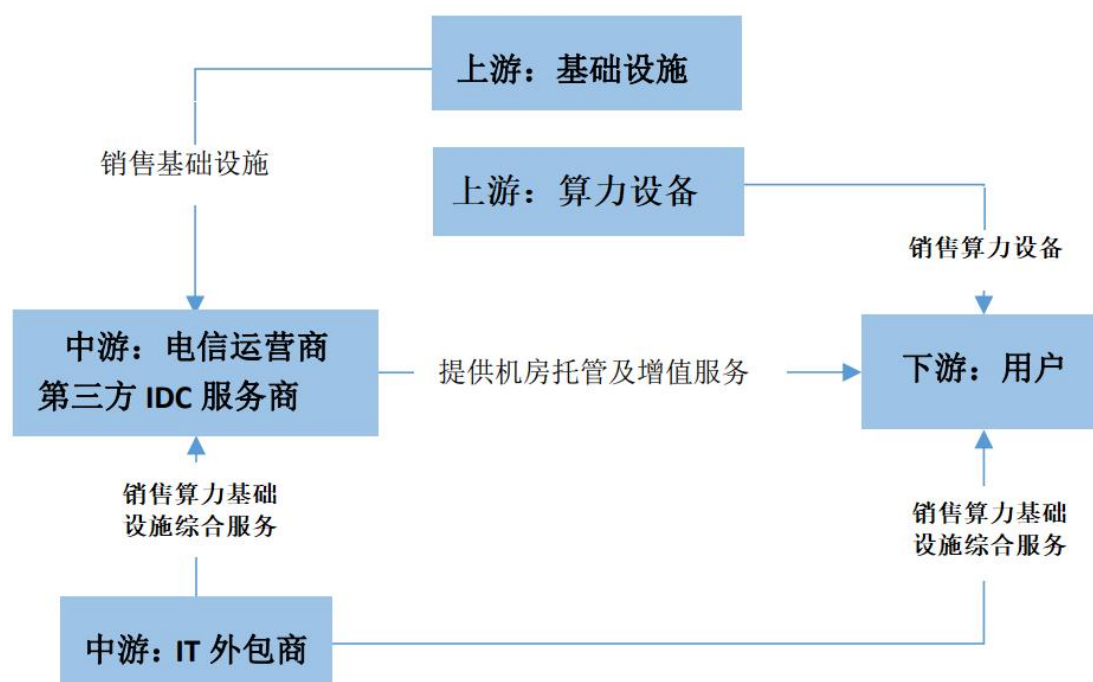 上游：基础设施
销售基础设施
上游：算力设备
销售算力设备
中游：电信运营商
第三方 IDC 服务商
提供机房托管及增值服务
下游：用户
销售算力基础
设施综合服务
销售算力基础
设施综合服务
中游：IT 外包商